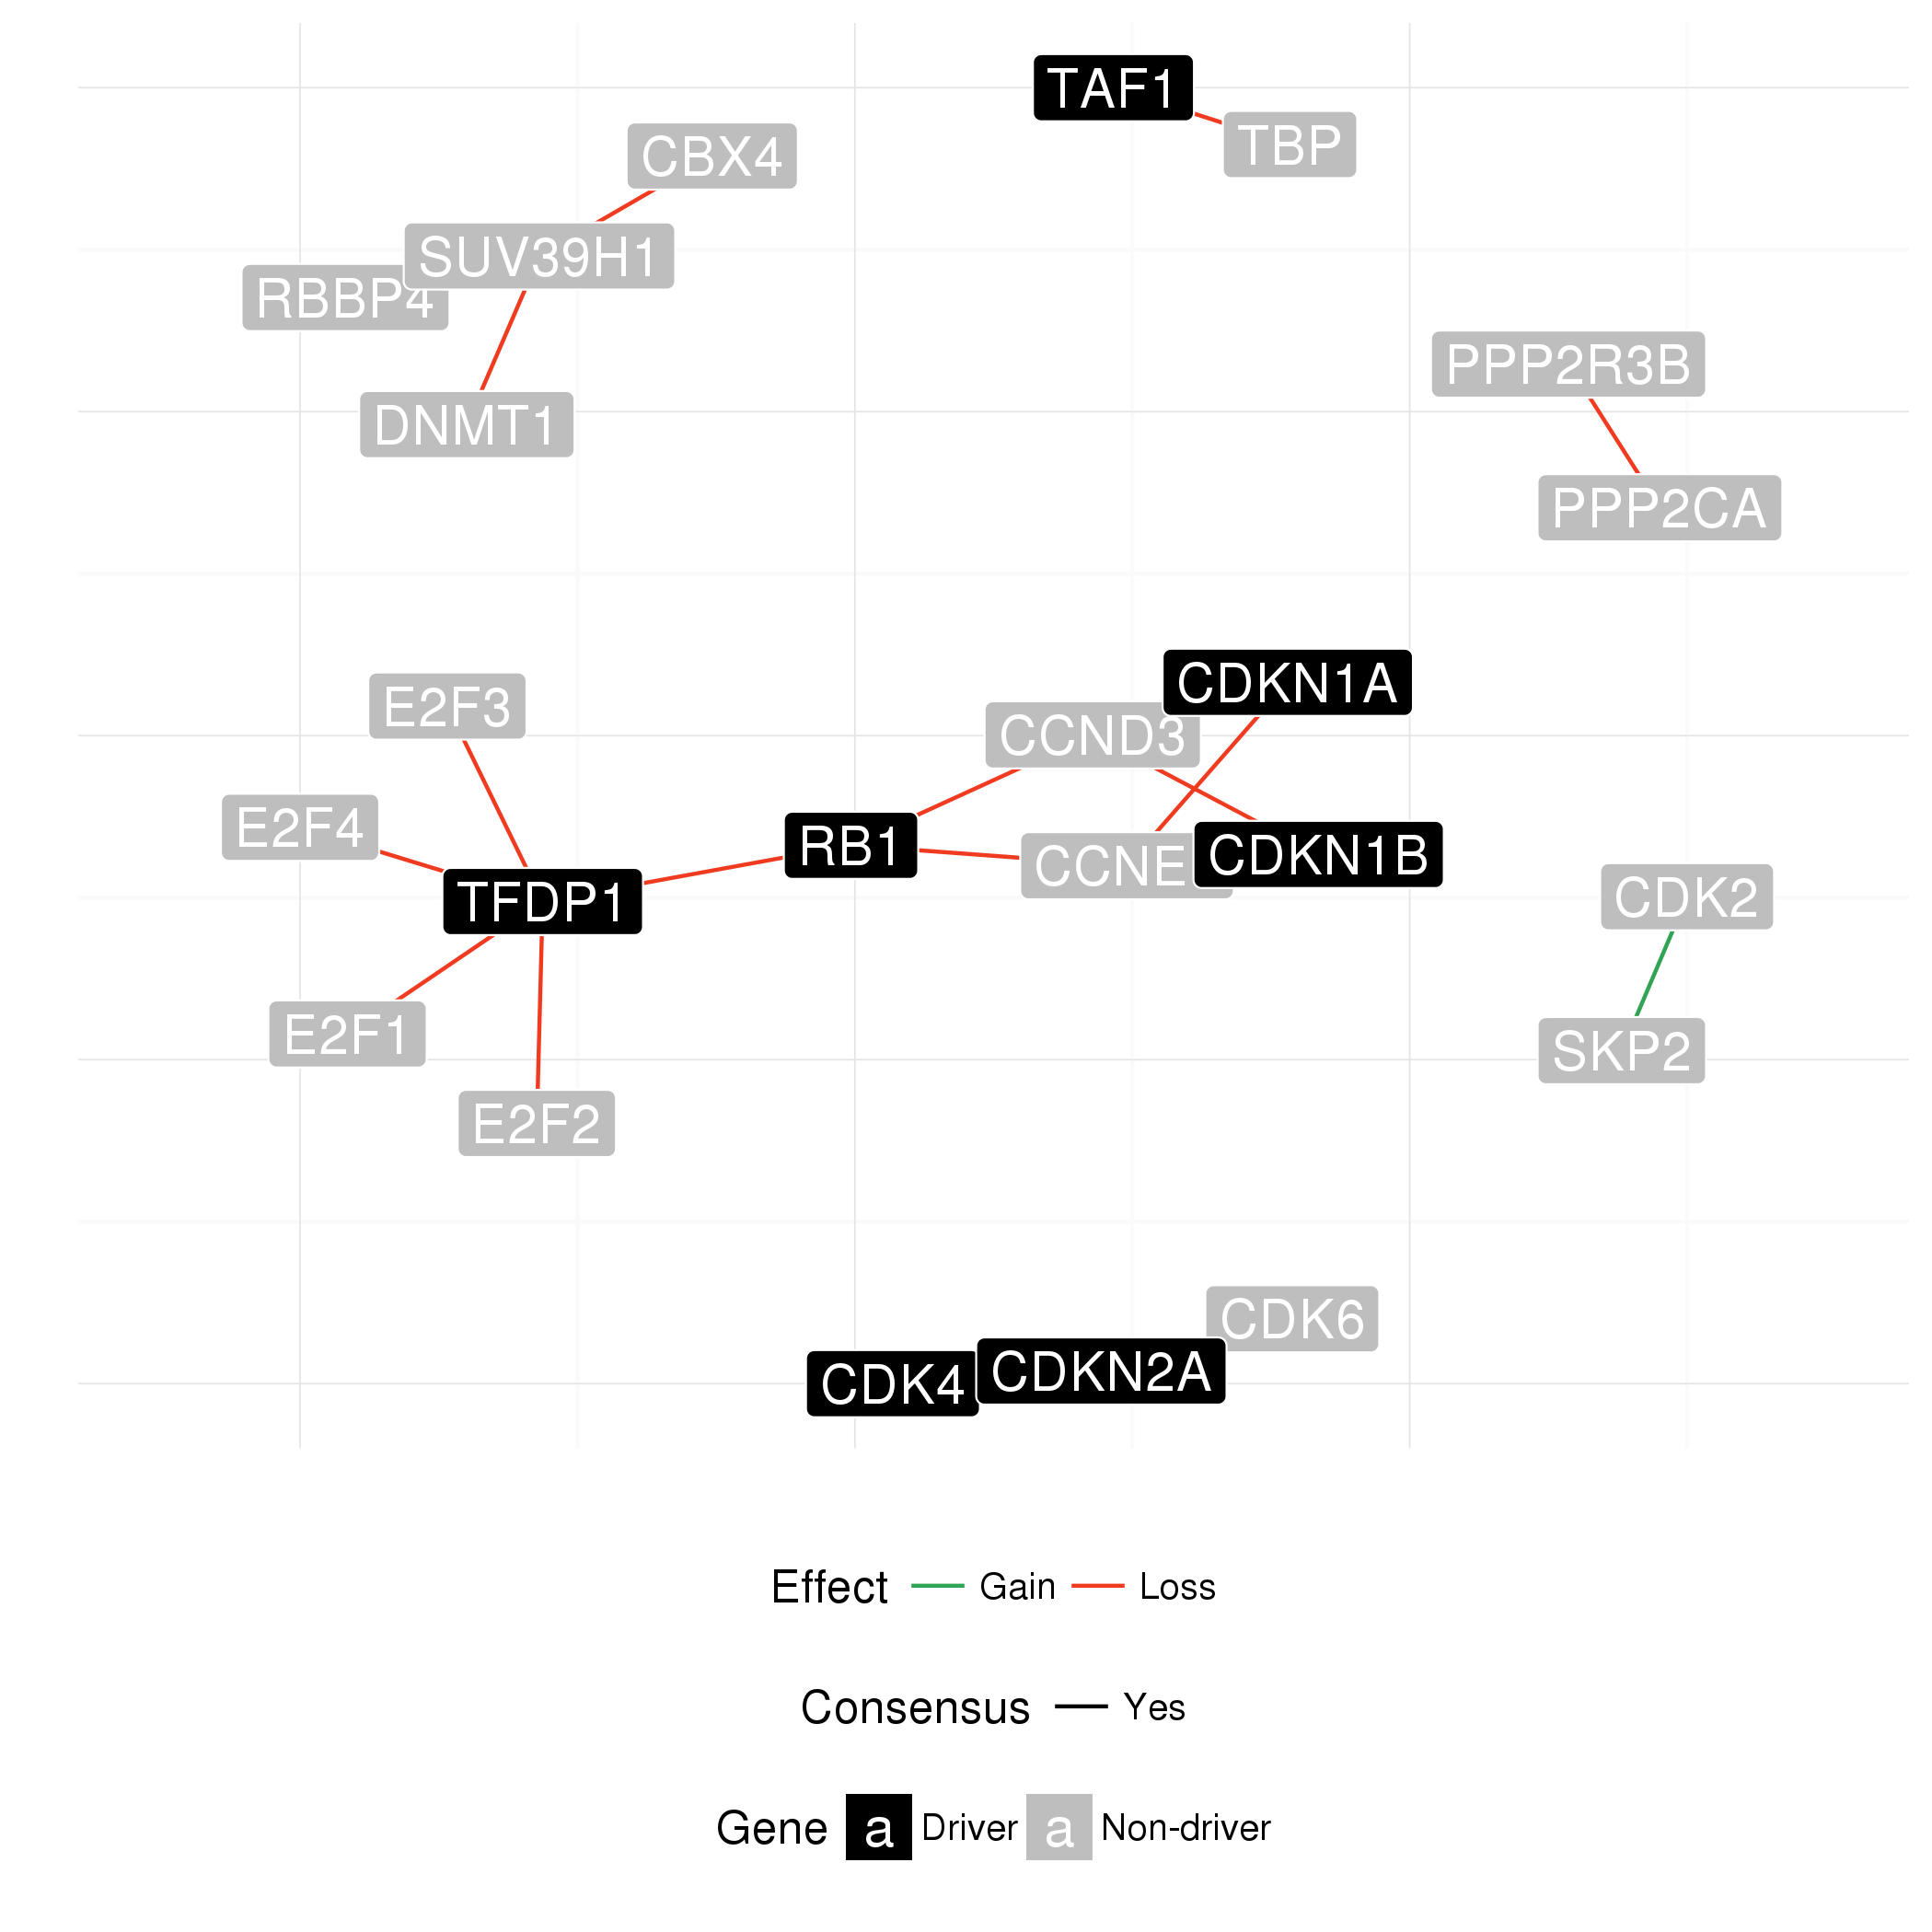 TAF1
TBP
CBX4
SUV39H1
RBBP4
PPP2R3B
DNMT1
PPP2CA
CDKN1A
E2F3
CCND3
E2F4
RB1
CCNE
CDKN1B
CDK2
TFDP1
E2F1
SKP2
E2F2
CDK6
CDKN2A
CDK4
Effect Gain Loss
Consensus Yes
Gene a Driver a Non-driver